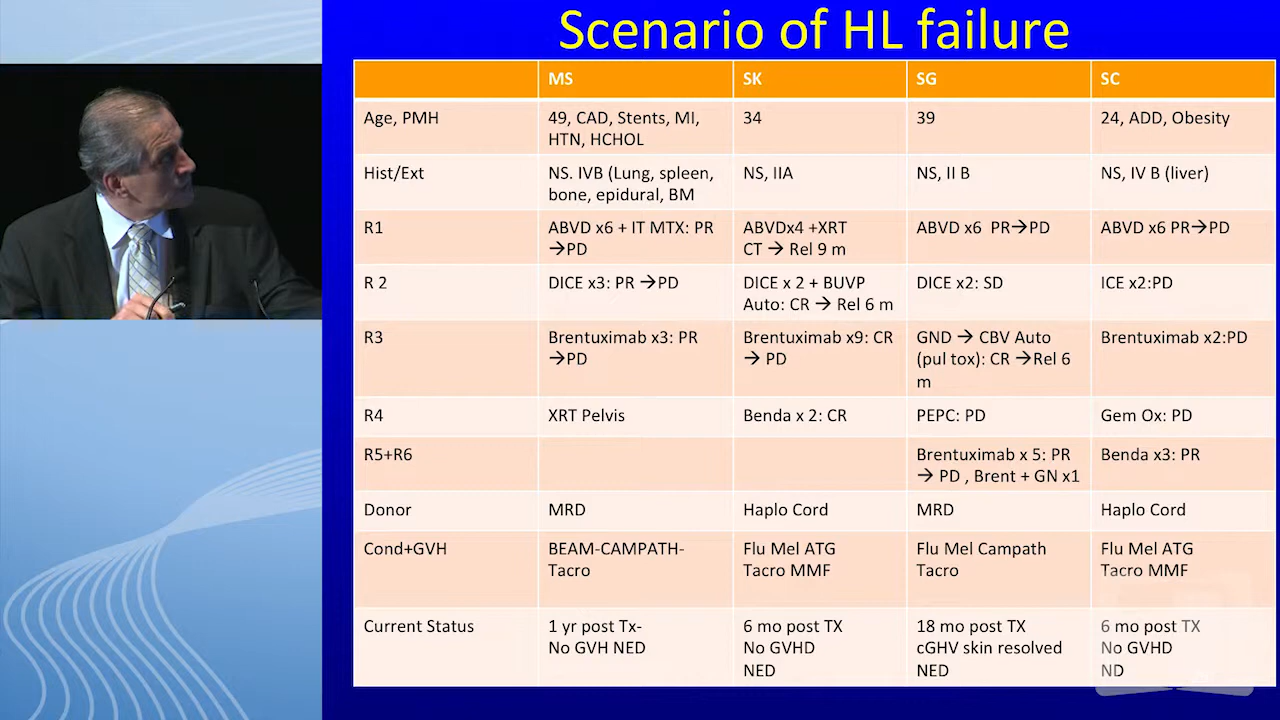 Scenario of HL failure
MS SK SG SC
Age, PMH 49, CAD, Stents, MI, 34 39 24, ADD, Obesity
HTN, HCHOL
Hist/Ext NS. IVB (Lung, spleen, NS, IIA NS, II B NS, IV B (liver)
bone, epidural, BM
R1 ABVD x6 + IT MTX: PR ABVDx4 +XRT ABVD x6 PR→PD ABVD x6 PR→PD
→PD CT → Rel 9 m
R 2 DICE x3: PR →PD DICE x 2 + BUVP DICE x2: SD ICE x2:PD
Auto: CR → Rel 6 m
R3 Brentuximab x3: PR Brentuximab x9: CR GND → CBV Auto Brentuximab x2:PD
→PD → PD (pul tox): CR →Rel 6
m
R4 XRT Pelvis Benda x 2: CR PEPC: PD Gem Ox: PD
R5+R6 Brentuximab x 5: PR Benda x3: PR
→ PD , Brent + GN x1
Donor MRD Haplo Cord MRD Haplo Cord
Cond+GVH BEAM-CAMPATH- Flu Mel ATG Flu Mel Campath Flu Mel ATG
Tacro Tacro MMF Tacro Tacro MMF
Current Status 1 yr post Tx- 6 mo post TX 18 mo post TX 6 mo post TX
No GVH NED No GVHD cGHV skin resolved No GVHD
NED NED ND